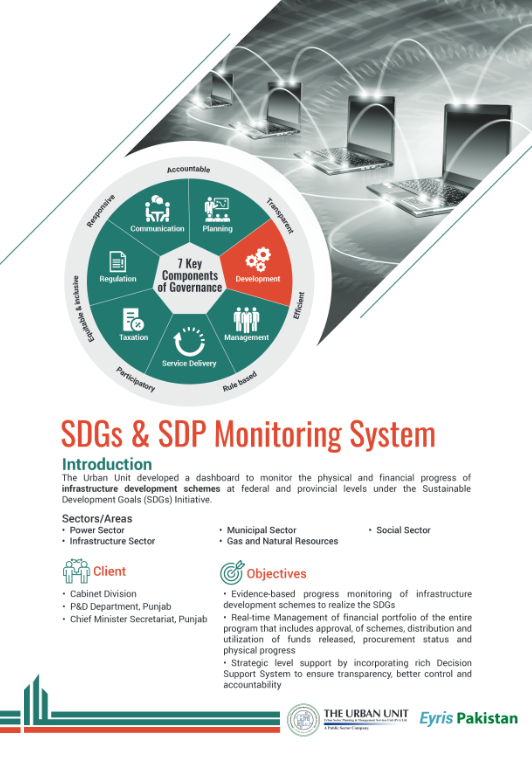 Accountable
Responsive
Transparent
Communication
Planning
7 Key
Components
of Governance
Regulation
Development
Equitable & Inclusive
Efficient
Taxation
Management
Service Delivery
Participatory
Rule based
SDGs & SDP Monitoring System
Introduction
The Urban Unit developed a dashboard to monitor the physical and financial progress of
infrastructure development schemes at federal and provincial levels under the Sustainable
Development Goals (SDGs) Initiative.
Sectors/Areas
• Power Sector
• Infrastructure Sector
• Municipal Sector
• Gas and Natural Resources
• Social Sector
Client
• Cabinet Division
• P&D Department, Punjab
• Chief Minister Secretariat, Punjab
Objectives
• Evidence-based progress monitoring of infrastructure
development schemes to realize the SDGs
• Real-time Management of financial portfolio of the entire
program that includes approval, of schemes, distribution and
utilization of funds released, procurement status and
physical progress
• Strategic level support by incorporating rich Decision
Support System to ensure transparency, better control and
accountability
THE URBAN UNIT
A Public Sector Company
Eyris Pakistan